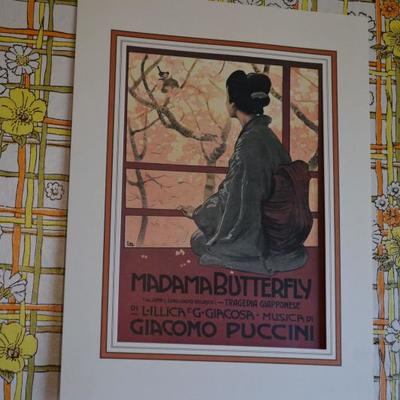 MADAMA BUTTERFLY
TRAGEDIA GIAPPONESE
DI L·ILLICA E G·GIACOSA · MUSICA DI
GIACOMO PUCCINI